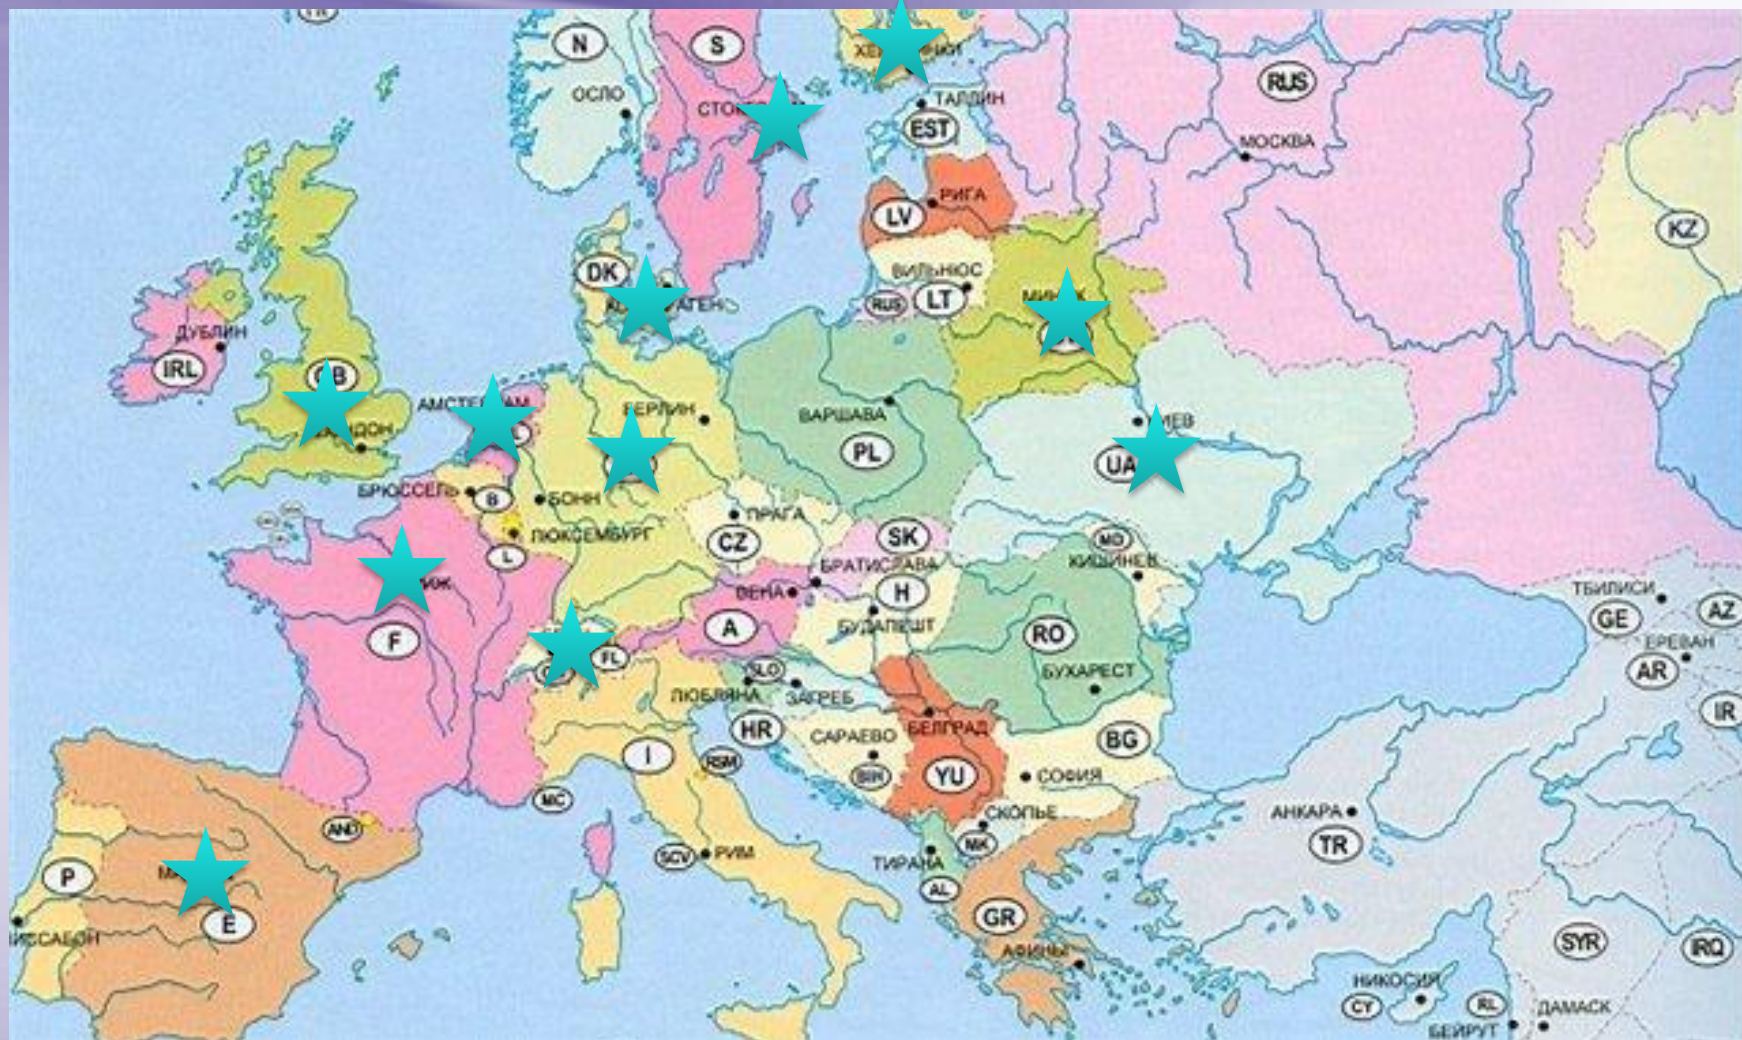 N
S
ОСЛО
RUS
ТАЛЛИН
EST
МОСКВА
РИГА
LV
KZ
DK
ВИЛЬНЮС
RUS
LT
ДУБЛИН
IRL
БЕРЛИН
ВАРШАВА
PL
UA
БРЮССЕЛЬ
B
БОНН
ПРАГА
ЛЮКСЕМБУРГ
CZ
SK
MD
L
КИШИНЕВ
БРАТИСЛАВА
ВЕНА
H
ТБИЛИСИ
GE
AZ
F
A
БУДАПЕШТ
RO
ЕРЕВАН
FL
SLO
БУХАРЕСТ
AR
ЛЮБЛЯНА
ЗАГРЕБ
IR
HR
САРАЕВО
БЕЛГРАД
BG
I
RSM
BIH
YU
СОФИЯ
MC
AND
СКОПЬЕ
АНКАРА
TR
SCV
РИМ
MK
ТИРАНА
P
AL
E
GR
АФИНЫ
SYR
IRQ
НИКОСИЯ
CY
RL
ДАМАСК
БЕЙРУТ